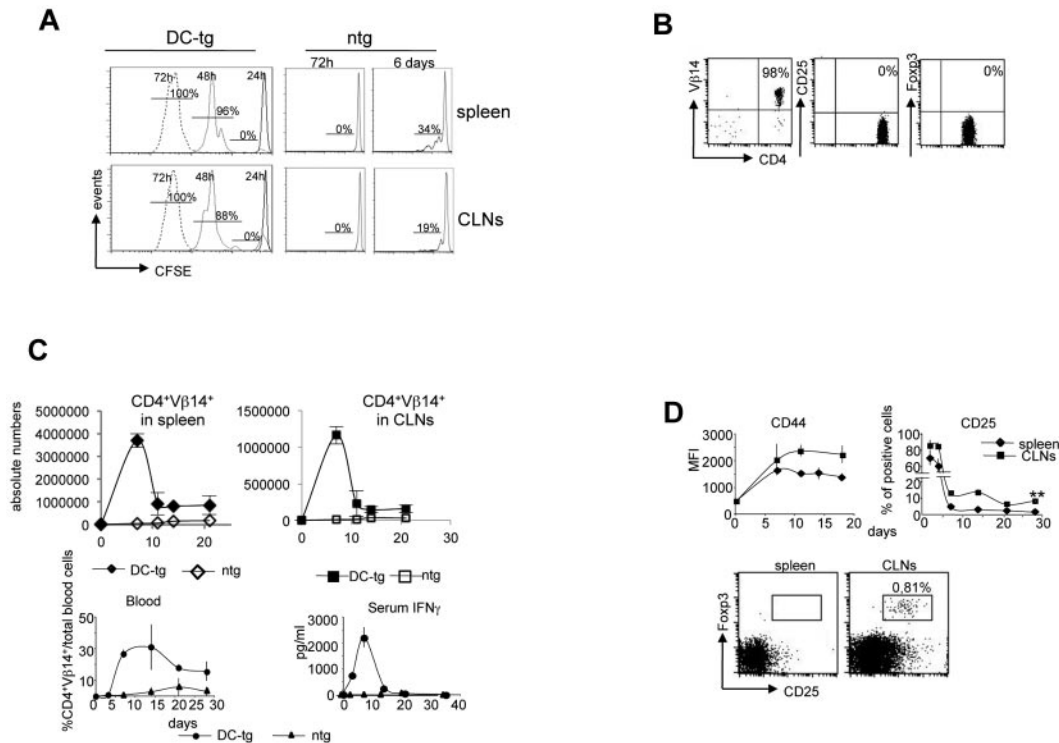 A
DC-tg
ntg
72h
48h
24h
72h
6 days
100%
96%
0%
0%
34%
spleen
72h
48h
24h
100%
88%
0%
0%
19%
CLNs
events
CFSE
B
Vβ14
98%
CD4
CD25
0%
Foxp3
0%
C
CD4⁺Vβ14⁺
in spleen
absolute numbers
5000000
4000000
3000000
2000000
1000000
0
0
10
20
DC-tg
ntg
CD4⁺Vβ14⁺
in CLNs
1500000
1000000
500000
0
0
10
20
30
DC-tg
ntg
Blood
%CD4⁺Vβ14⁺/total blood cells
50
30
10
0
5
10
15
20
25
30
days
Serum IFNγ
pg/ml
3000
2000
1000
0
0
10
20
30
40
DC-tg
ntg
D
CD44
MFI
3000
2000
1000
0
0
5
10
15
20
days
CD25
% of positive cells
100
80
60
20
10
0
0
10
20
30
spleen
CLNs
**
spleen
CLNs
0,81%
Foxp3
CD25